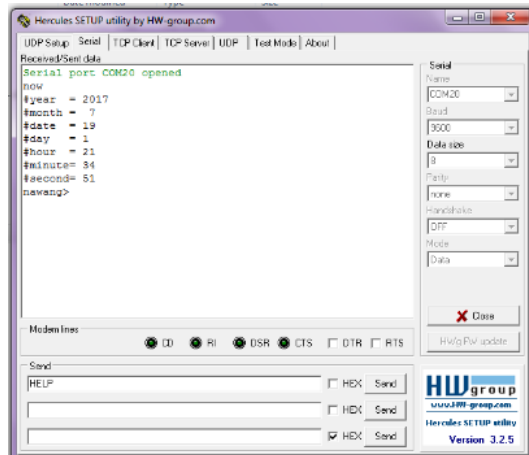 Hercules SETUP utility by HW-group.com
UDP Setup Serial TCP Client TCP Server UDP Test Mode About
Received/Sent data
Serial port COM20 opened
now
#year = 2017
#month = 7
#date = 19
#day = 1
#hour = 21
#minute= 34
#second= 51
nawang>
Serial
Name
COM20
Baud
9600
Data size
8
Parity
none
Handshake
OFF
Mode
Data
Close
HWg FW update
Modem lines
CD RI DSR CTS DTR RTS
Send
HELP HEX Send
HEX Send
HEX Send
HWgroup
www.HW-group.com
Hercules SETUP utility
Version 3.2.5